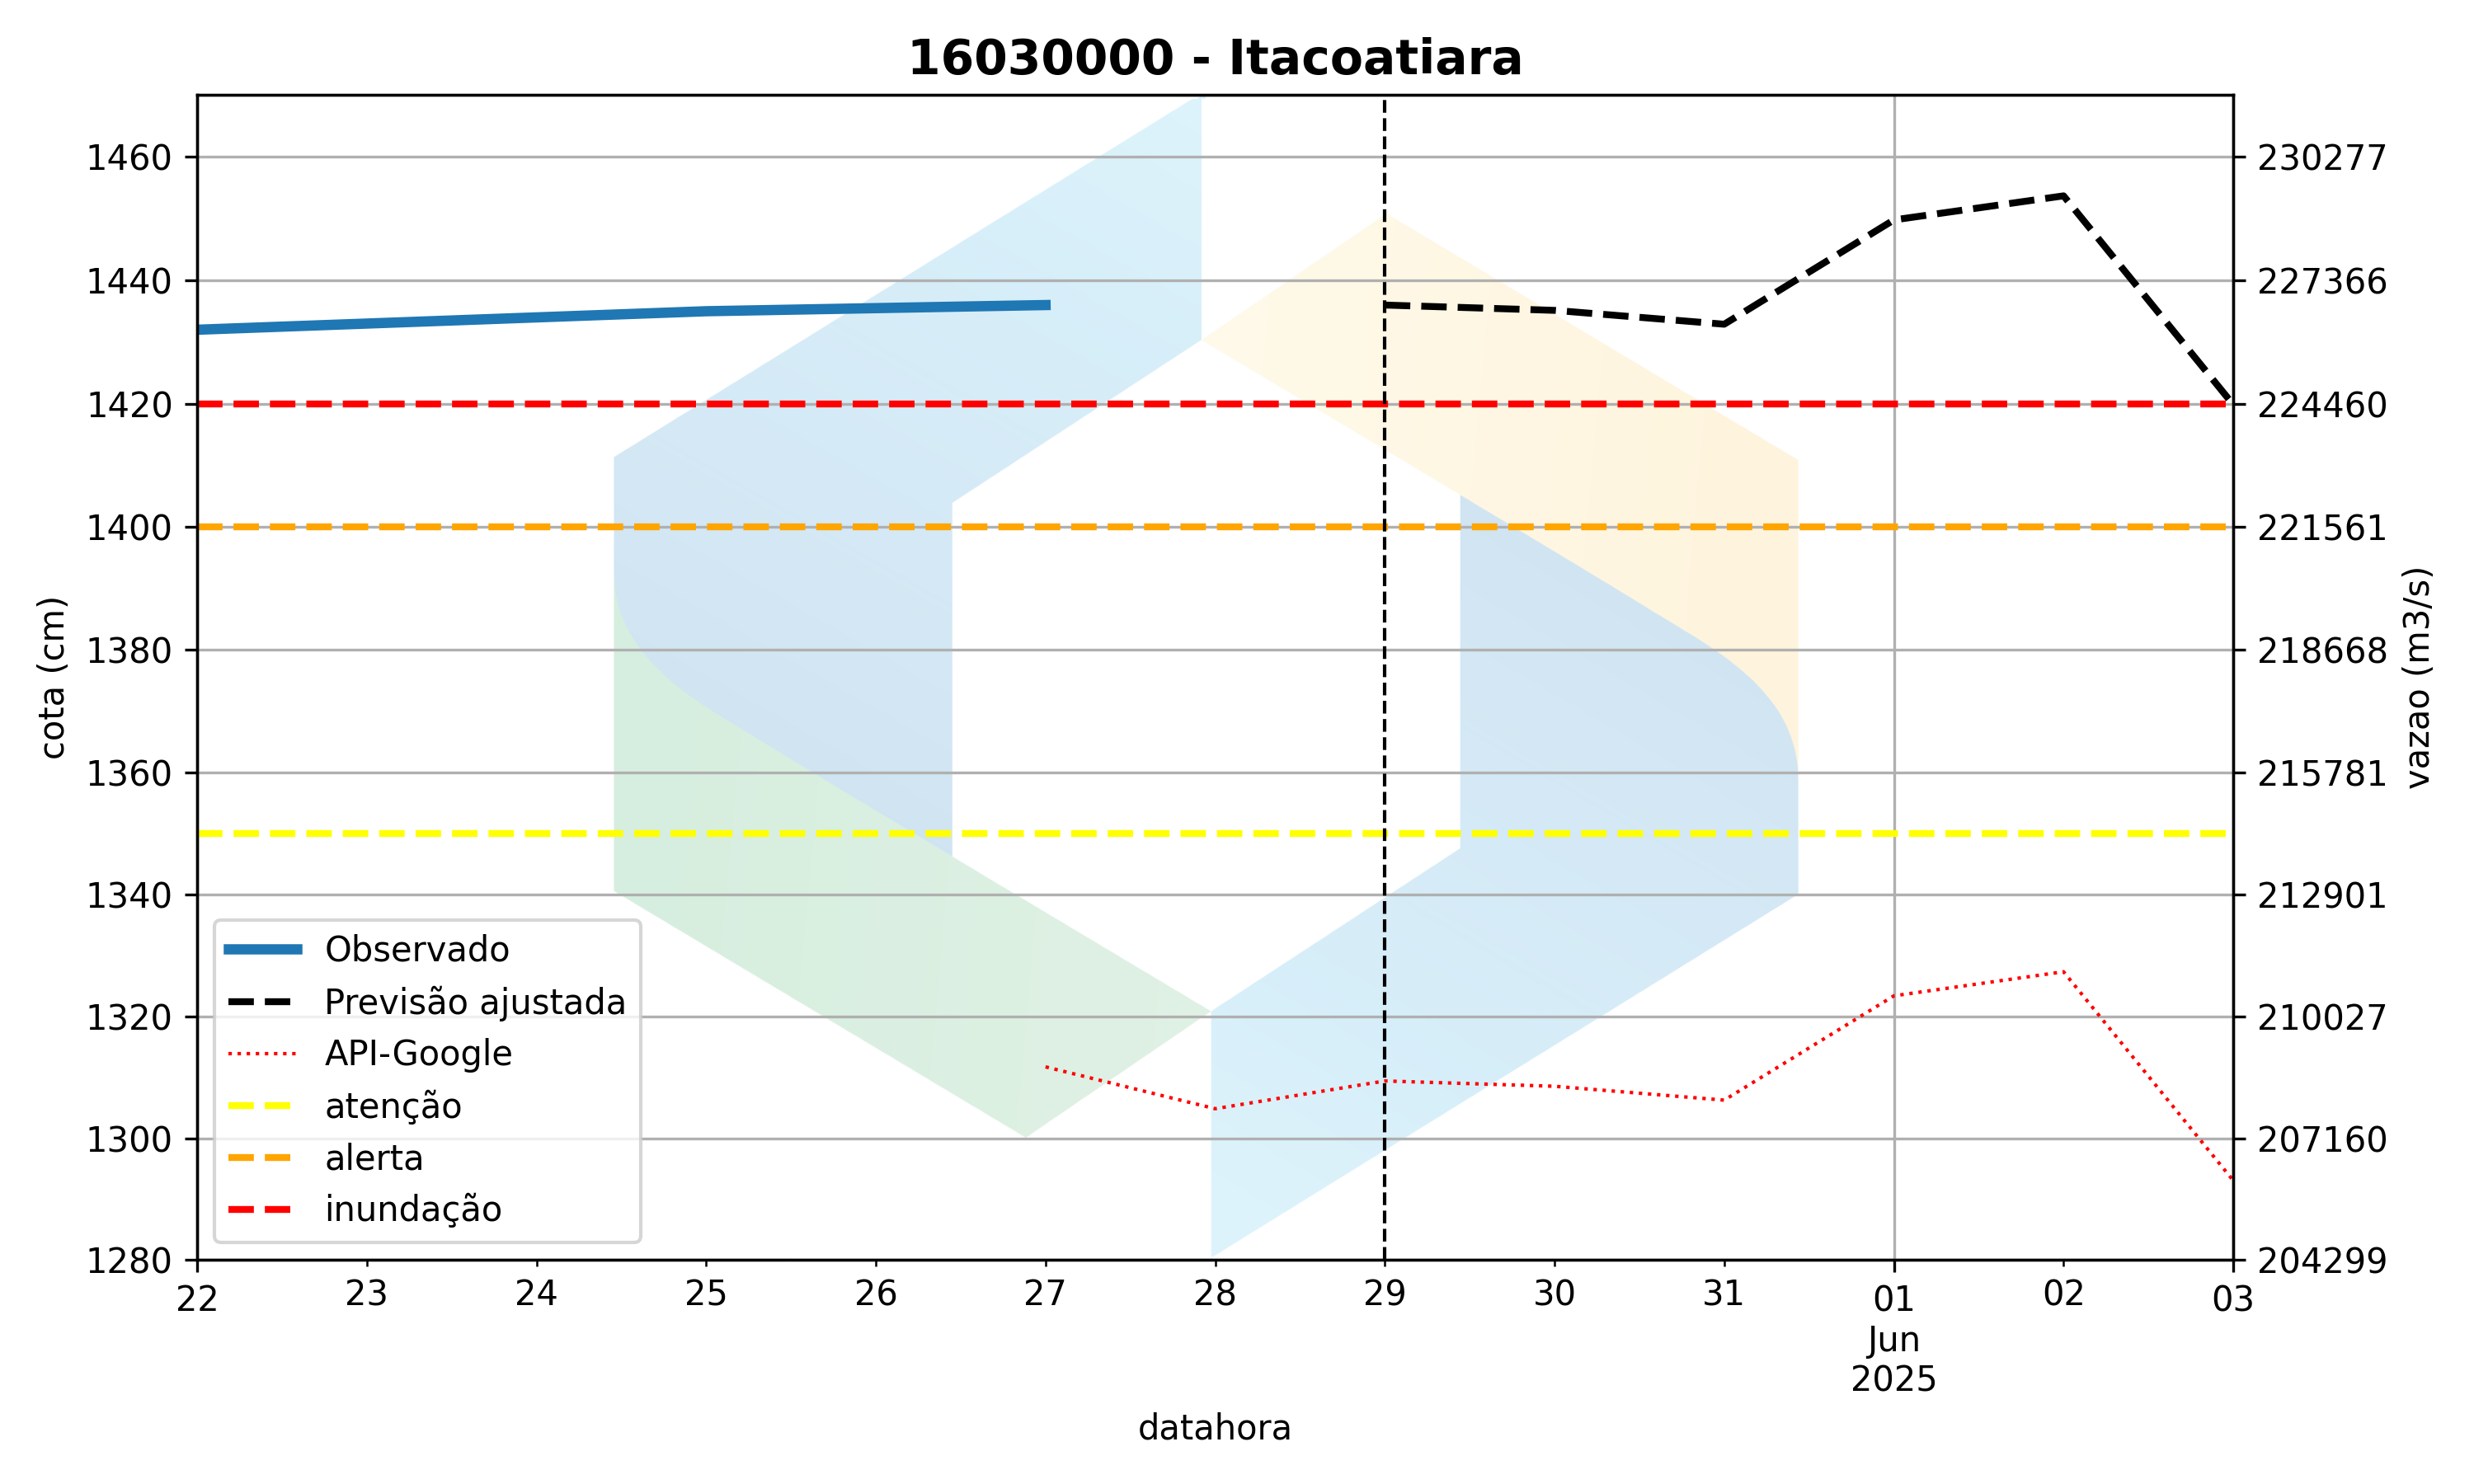 16030000 - Itacoatiara
1460
1440
1420
1400
1380
1360
1340
1320
1300
1280
cota (cm)
230277
227366
224460
221561
218668
215781
212901
210027
207160
204299
vazao (m3/s)
Observado
Previsão ajustada
API-Google
atenção
alerta
inundação
22 23 24 25 26 27 28 29 30 31 01 02 03
Jun
2025
datahora